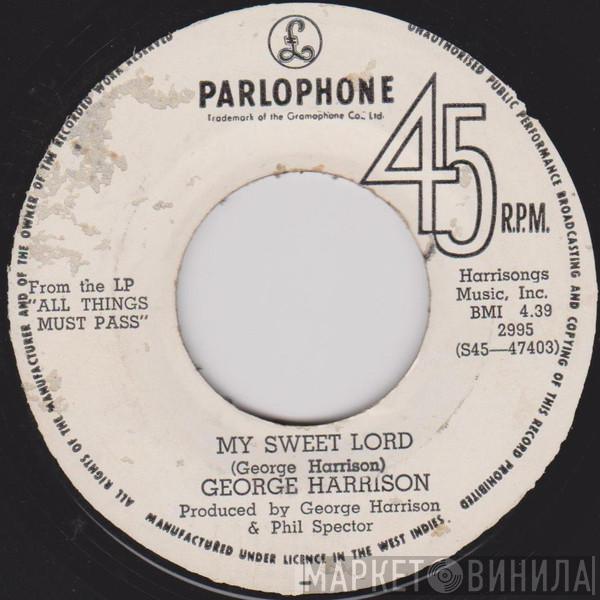 £
PARLOPHONE
Trademark of the Gramophone Co., Ltd.
45 R.P.M.
From the LP
"ALL THINGS
MUST PASS"
Harrisongs
Music, Inc.
BMI 4.39
2995
(S45—47403)
MY SWEET LORD
(George Harrison)
GEORGE HARRISON
Produced by George Harrison
& Phil Spector
ALL RIGHTS OF THE MANUFACTURER AND OF THE OWNER OF THE RECORDED WORK RESERVED
UNAUTHORISED PUBLIC PERFORMANCE BROADCASTING AND COPYING OF THIS RECORD PROHIBITED
MANUFACTURED UNDER LICENCE IN THE WEST INDIES.
МАРКЕТ ВИНИЛА